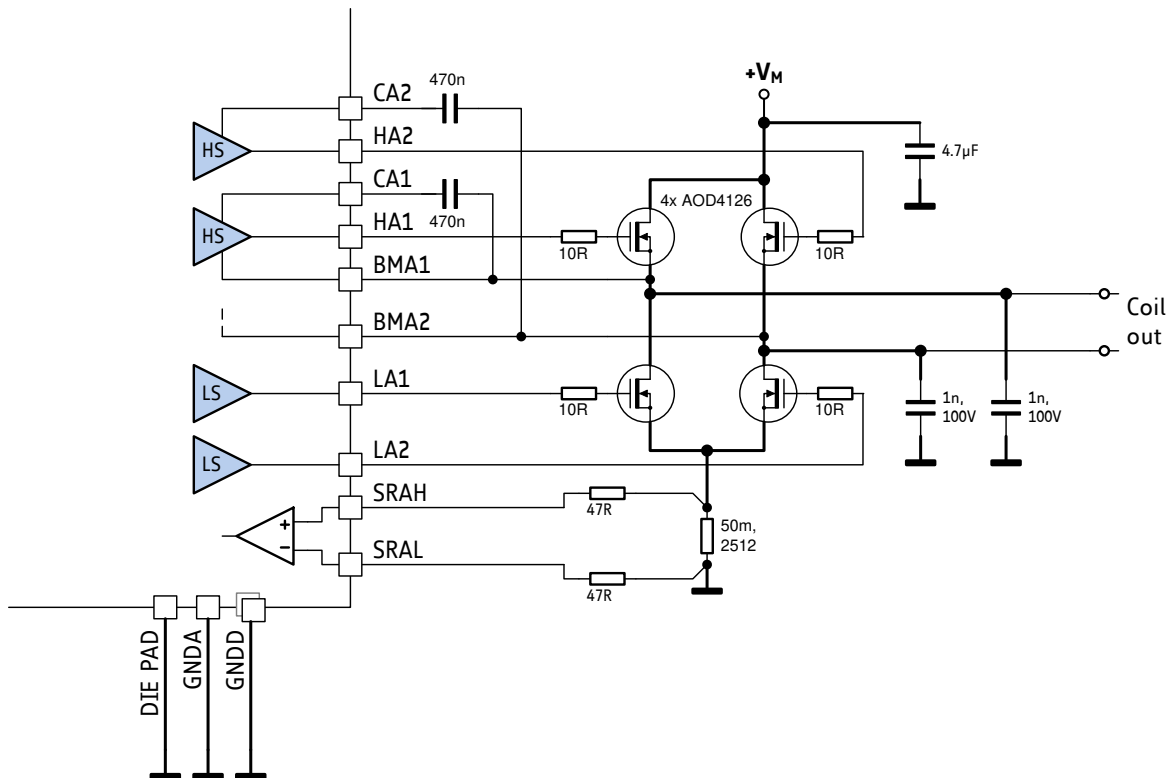 +VM
470n
CA2
HS
HA2
4.7µF
CA1
470n
4x AOD4126
HS
HA1
10R
10R
BMA1
Coil
out
BMA2
LS
LA1
10R
10R
1n,
100V
1n,
100V
LS
LA2
SRAH
47R
+
−
50m,
2512
SRAL
47R
DIE PAD
GNDA
GNDD